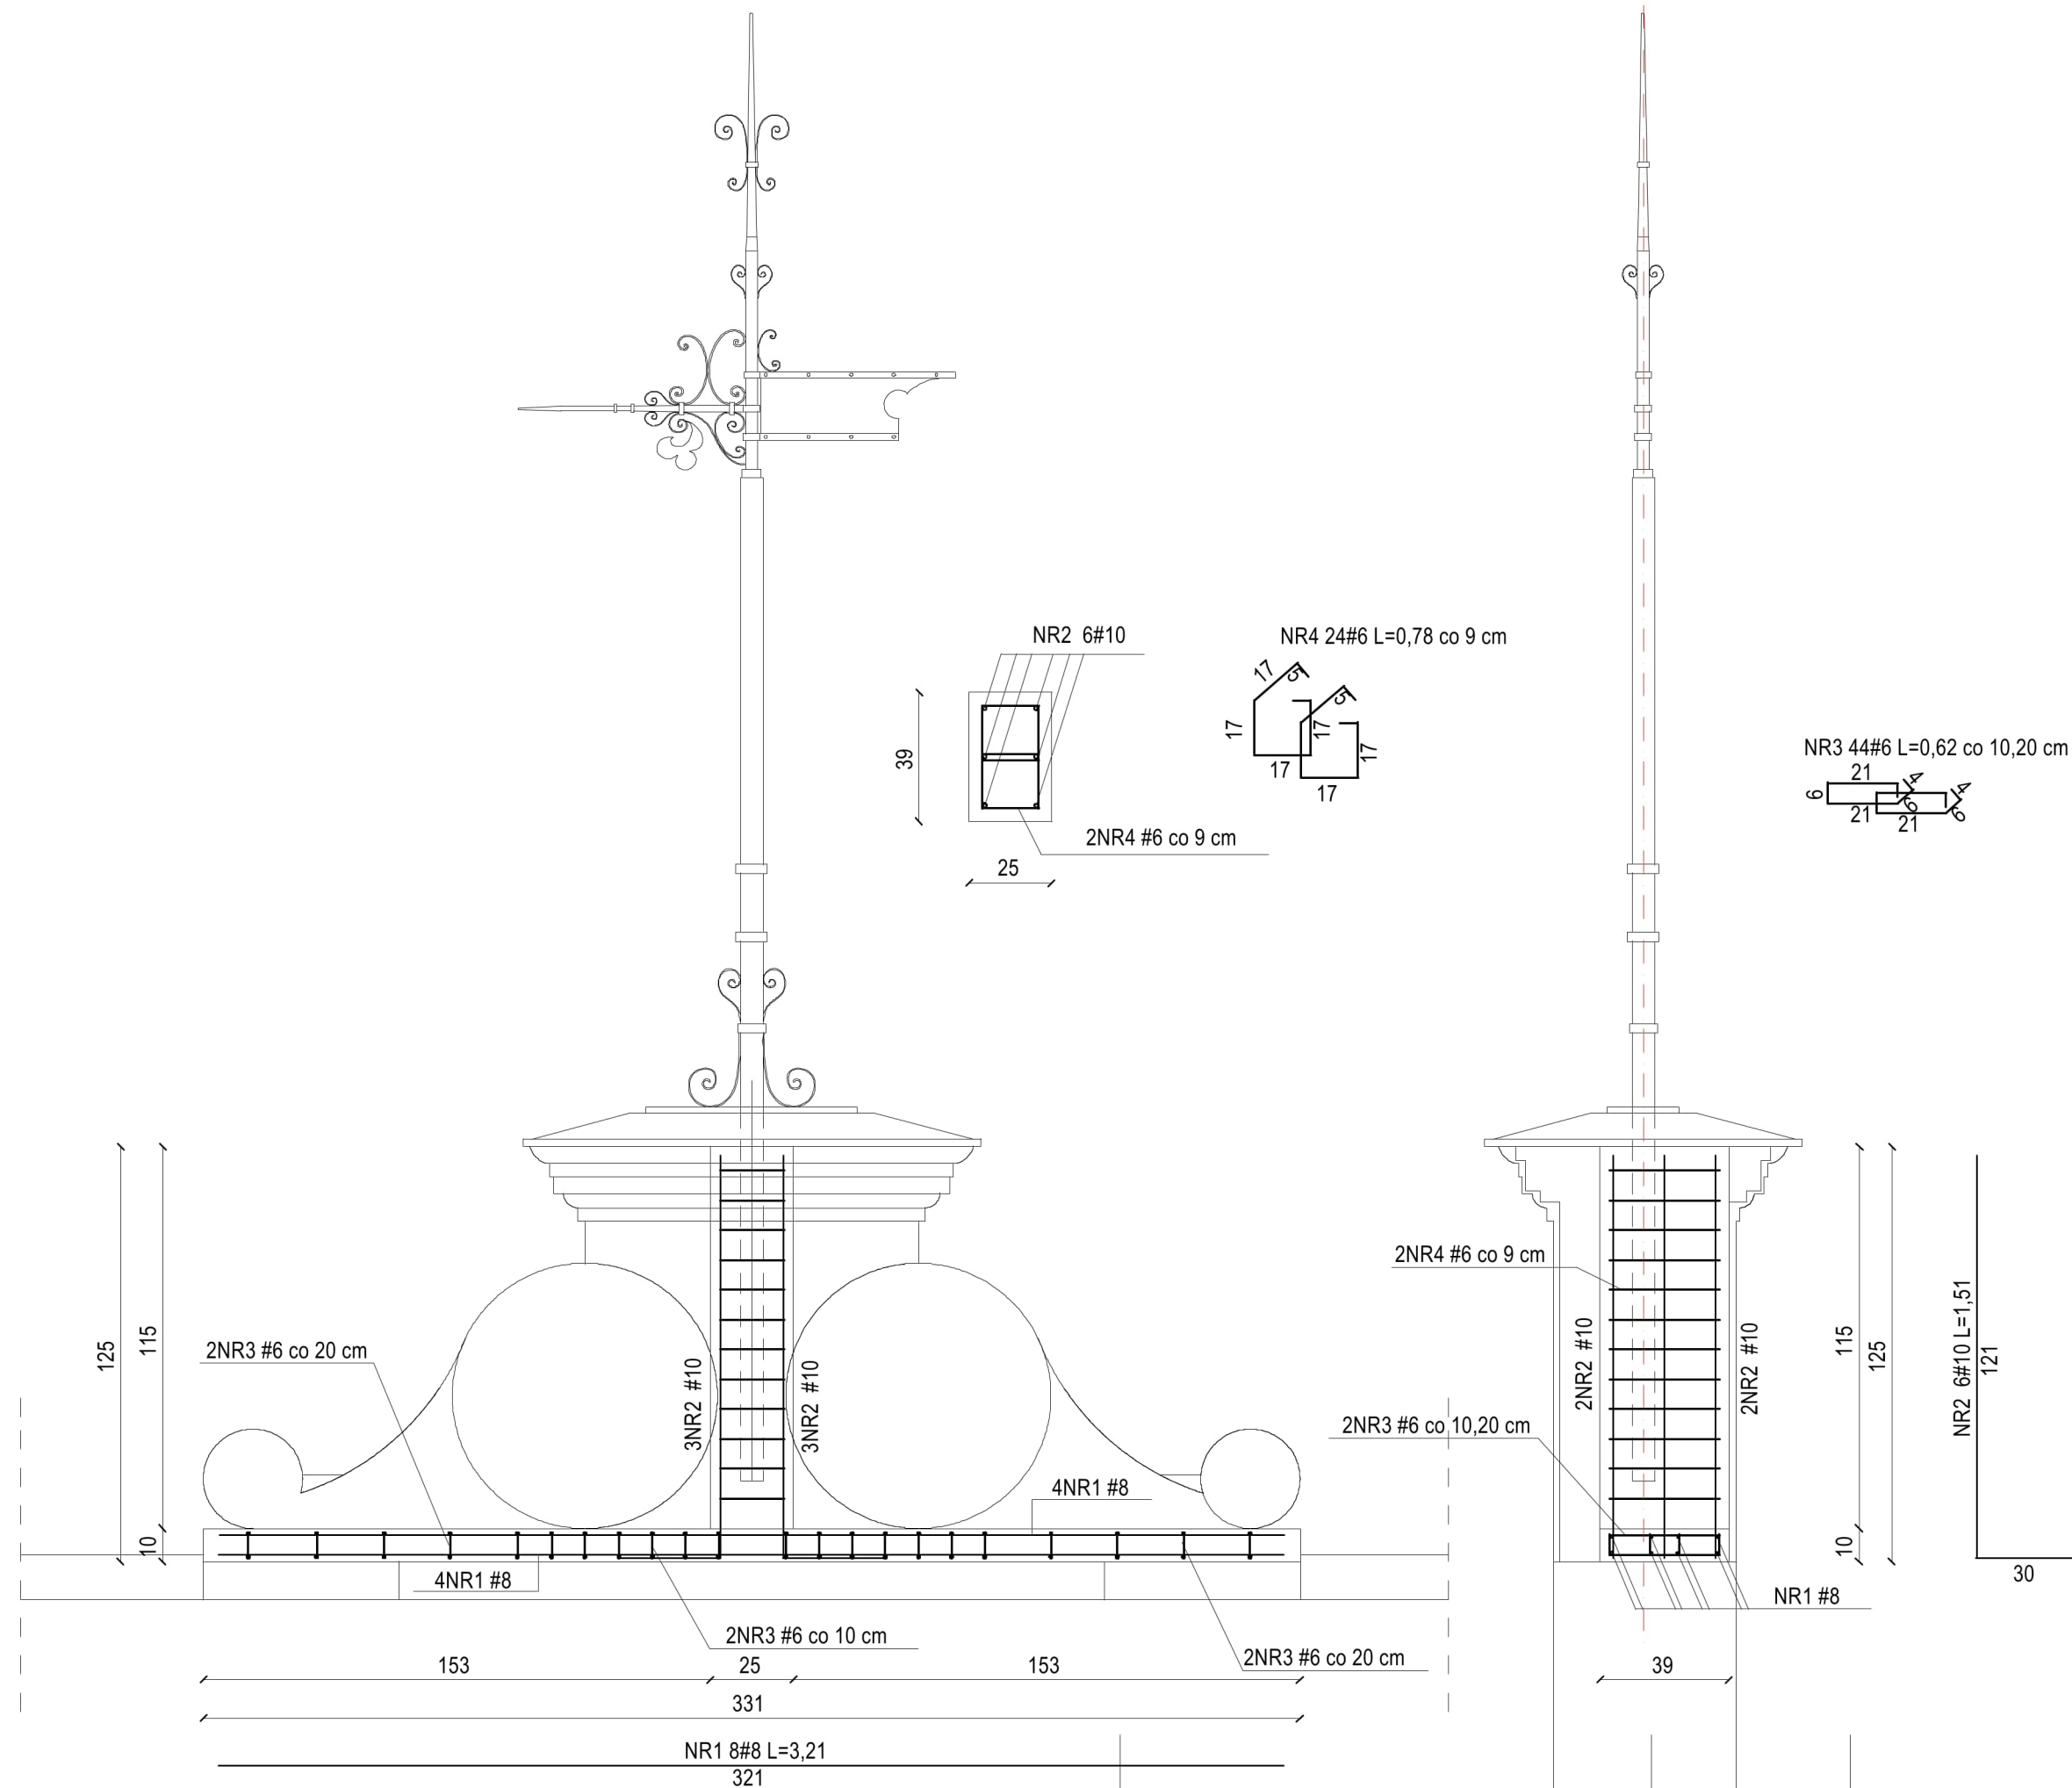 NR2 6#10
NR4 24#6 L=0,78 co 9 cm
17
5
5
17
17
17
17
17
39
2NR4 #6 co 9 cm
25
NR3 44#6 L=0,62 co 10,20 cm
21
4
4
6
6
6
21
21
125
115
10
2NR3 #6 co 20 cm
3NR2 #10
3NR2 #10
4NR1 #8
4NR1 #8
2NR3 #6 co 10 cm
2NR3 #6 co 20 cm
153
25
153
331
NR1 8#8 L=3,21
321
2NR4 #6 co 9 cm
2NR2 #10
2NR2 #10
2NR3 #6 co 10,20 cm
NR1 #8
39
115
10
125
NR2 6#10 L=1,51
121
30